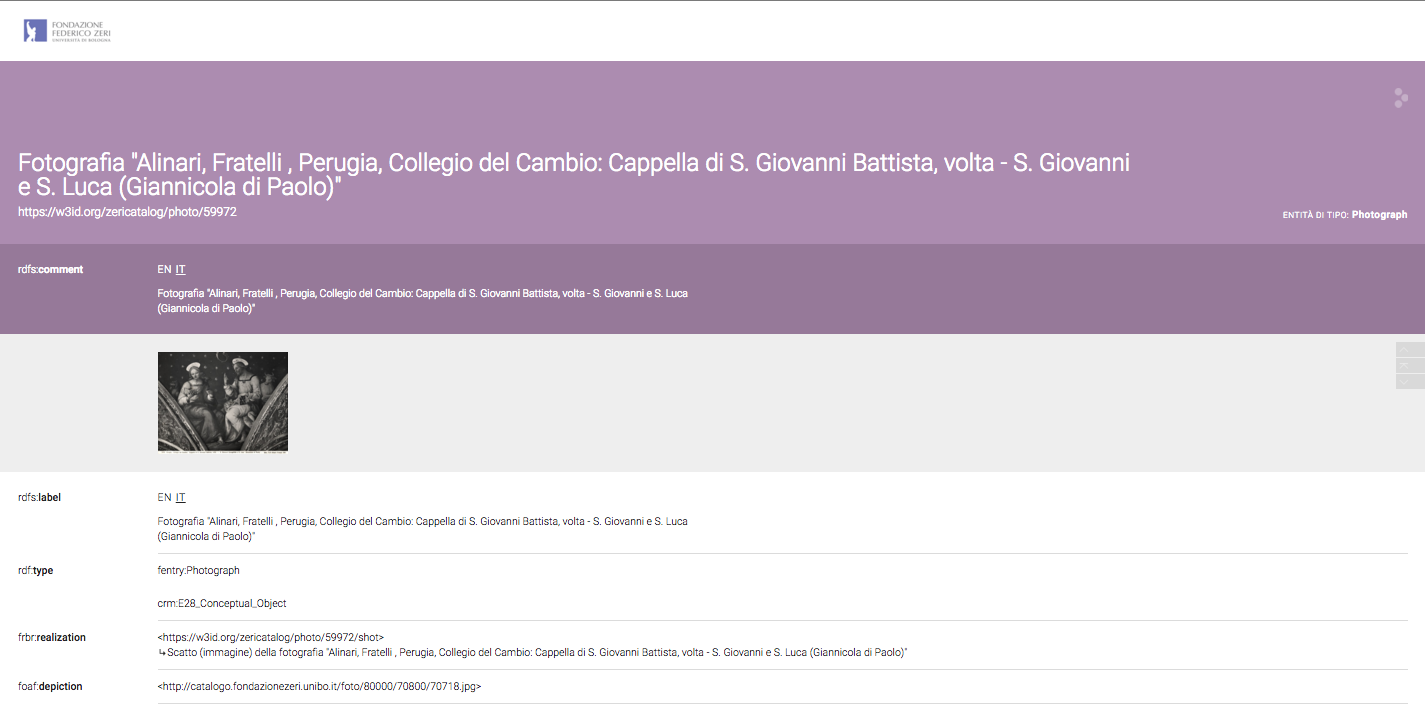 FONDAZIONE
FEDERICO ZERI
UNIVERSITÀ DI BOLOGNA
Fotografia "Alinari, Fratelli , Perugia, Collegio del Cambio: Cappella di S. Giovanni Battista, volta - S. Giovanni
e S. Luca (Giannicola di Paolo)"
https://w3id.org/zericatalog/photo/59972
ENTITÀ DI TIPO: Photograph
rdfs:comment
EN IT
Fotografia "Alinari, Fratelli , Perugia, Collegio del Cambio: Cappella di S. Giovanni Battista, volta - S. Giovanni e S. Luca
(Giannicola di Paolo)"
rdfs:label
EN IT
Fotografia "Alinari, Fratelli , Perugia, Collegio del Cambio: Cappella di S. Giovanni Battista, volta - S. Giovanni e S. Luca
(Giannicola di Paolo)"
rdf:type
fentry:Photograph
crm:E28_Conceptual_Object
frbr:realization
<https://w3id.org/zericatalog/photo/59972/shot>
↳Scatto (immagine) della fotografia "Alinari, Fratelli , Perugia, Collegio del Cambio: Cappella di S. Giovanni Battista, volta - S. Giovanni e S. Luca (Giannicola di Paolo)"
foaf:depiction
<http://catalogo.fondazionezeri.unibo.it/foto/80000/70800/70718.jpg>